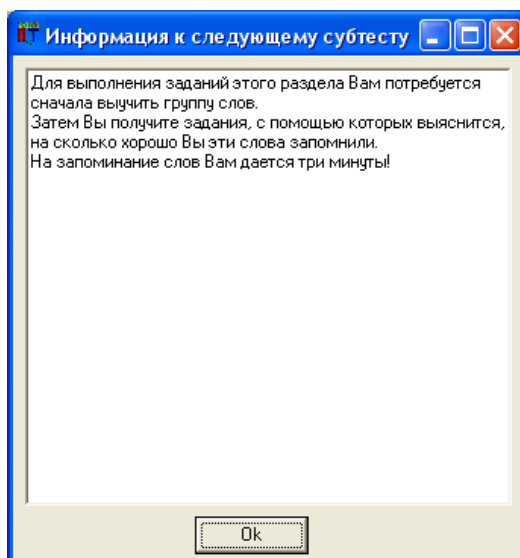 Информация к следующему субтесту
Для выполнения заданий этого раздела Вам потребуется
сначала выучить группу слов.
Затем Вы получите задания, с помощью которых выяснится,
на сколько хорошо Вы эти слова запомнили.
На запоминание слов Вам дается три минуты!
Ok